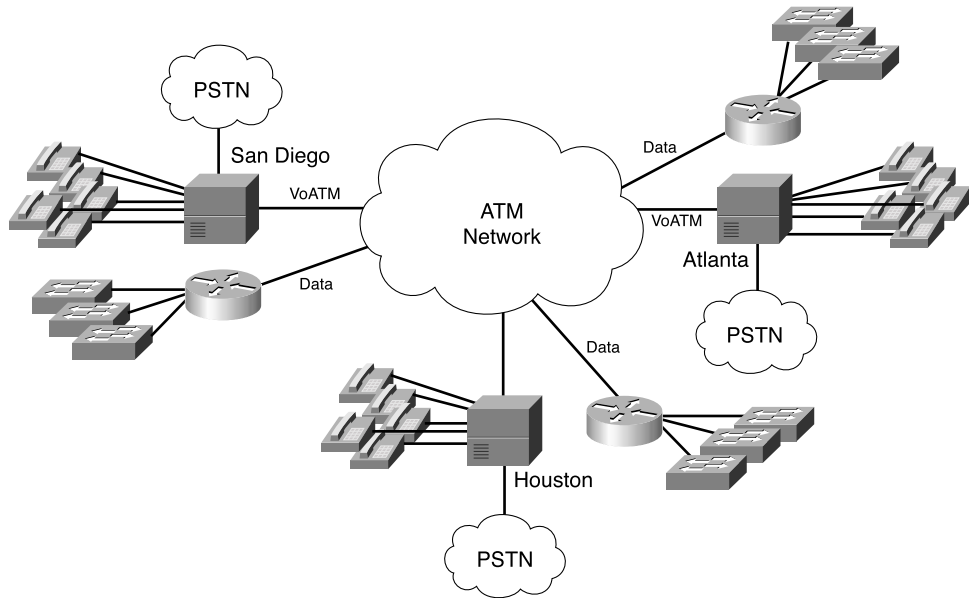 PSTN
San Diego
VoATM
Data
ATM
Network
Data
VoATM
Atlanta
PSTN
Data
Houston
PSTN